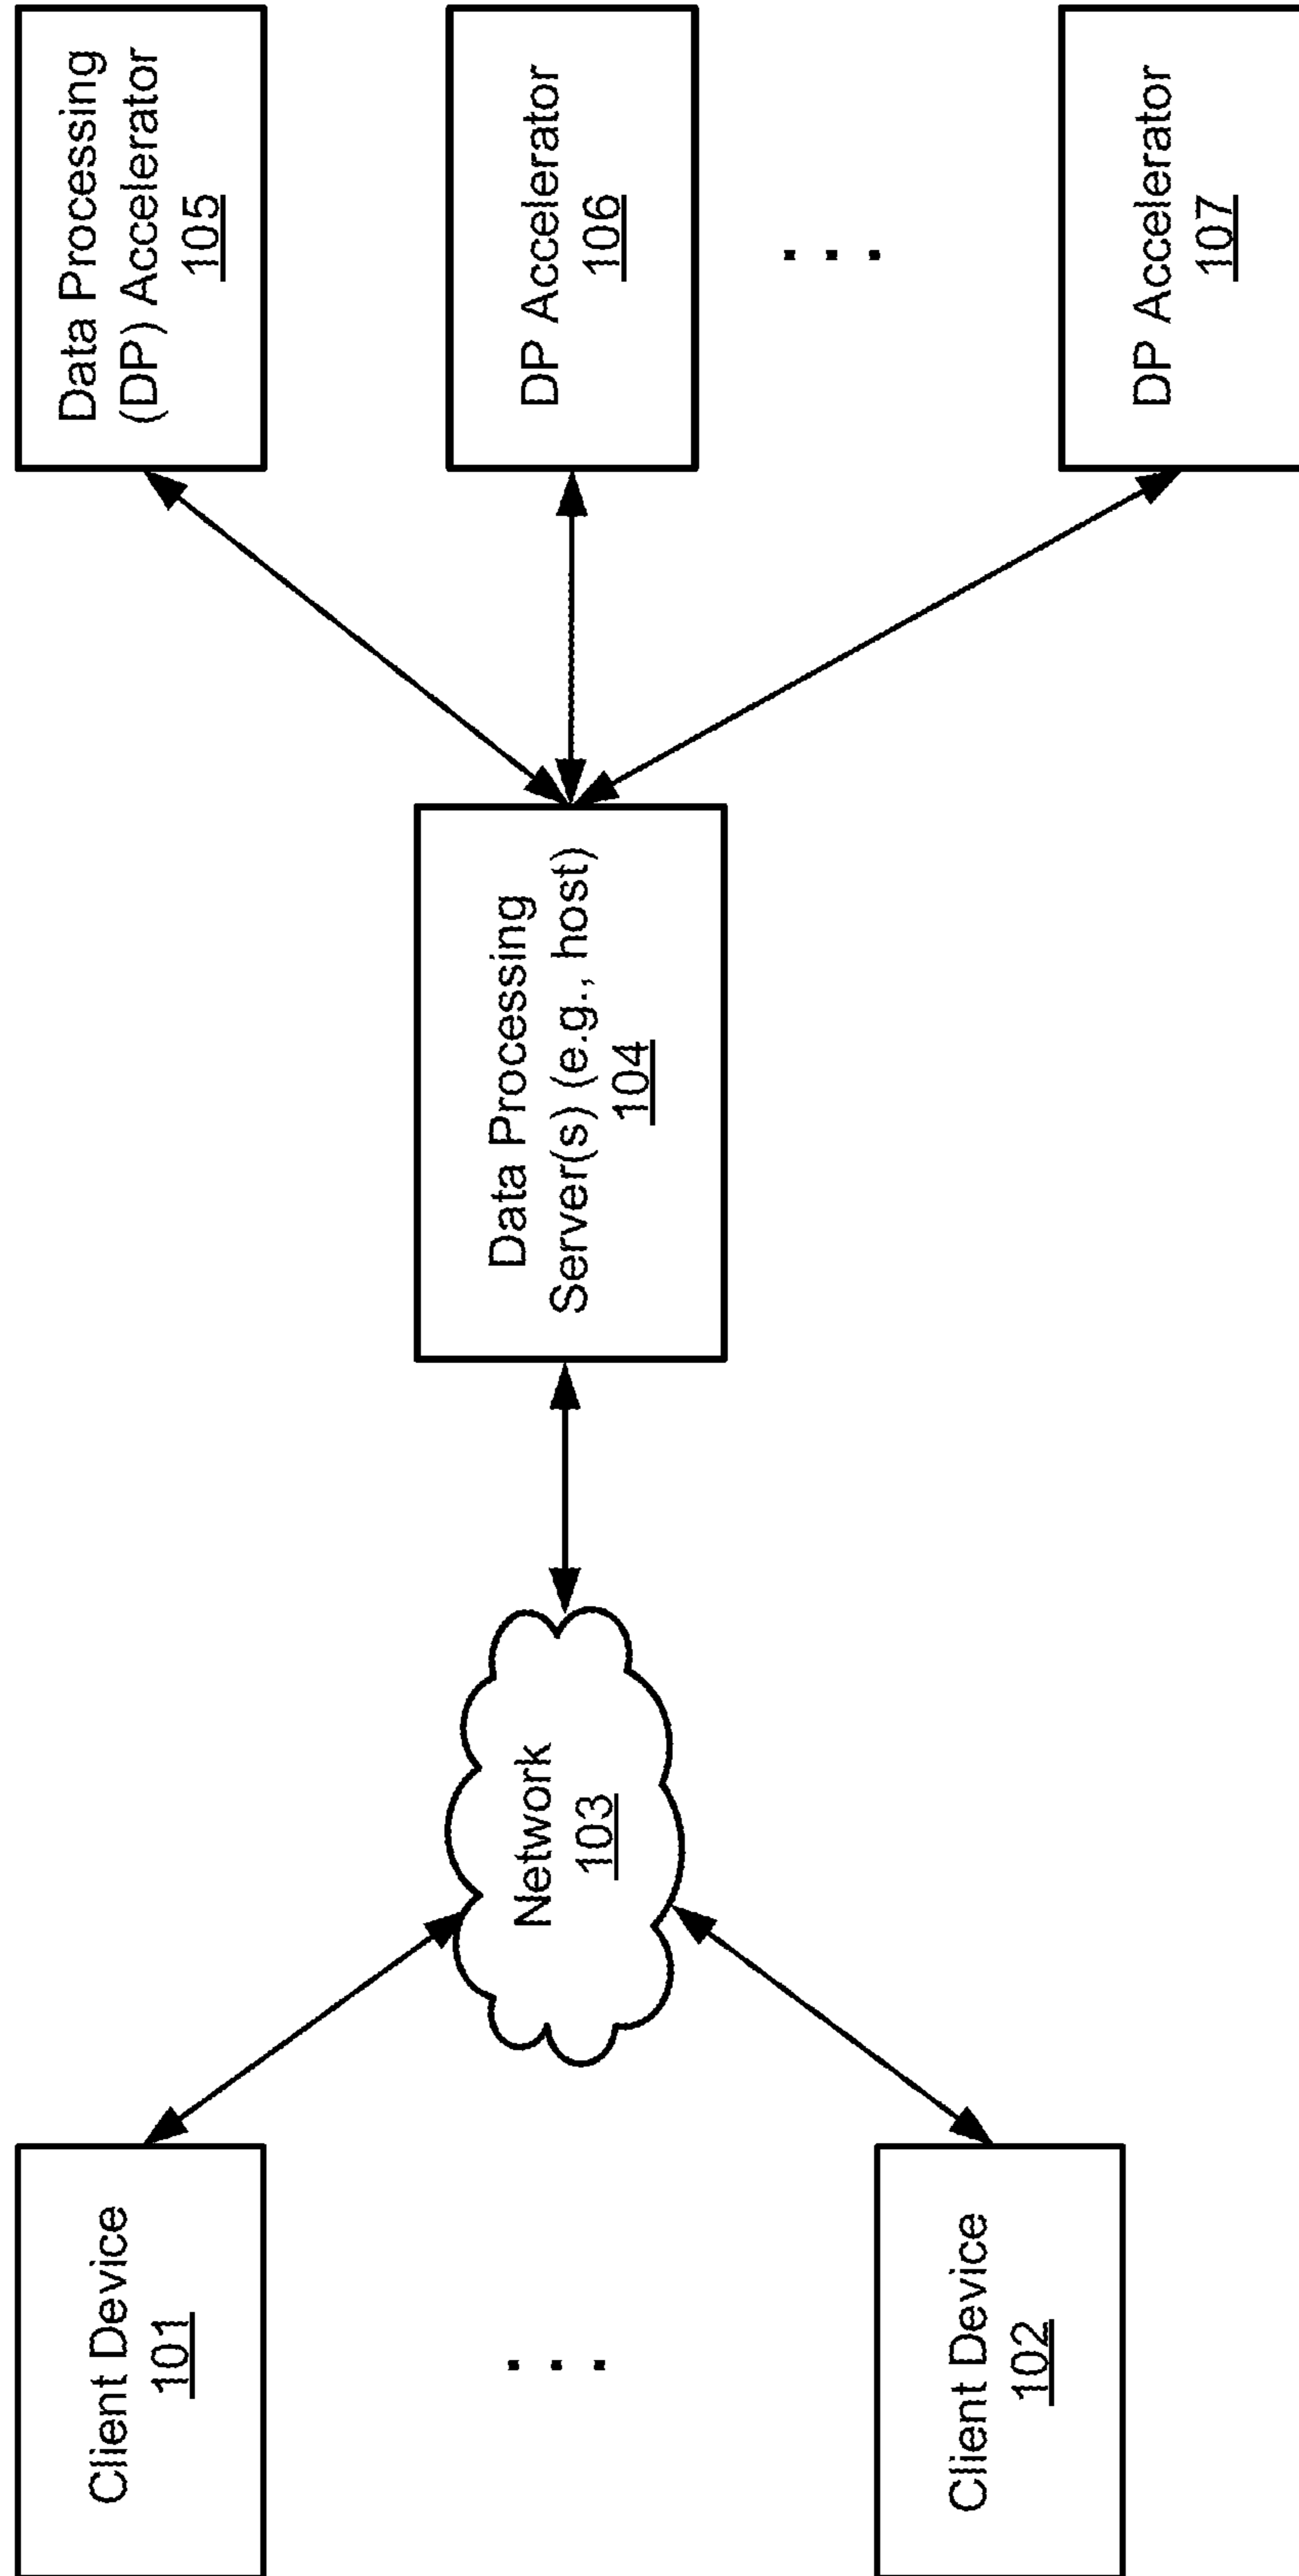 Client Device
101
. . .
Client Device
102
Network
103
Data Processing
Server(s) (e.g., host)
104
Data Processing
(DP) Accelerator
105
DP Accelerator
106
. . .
DP Accelerator
107